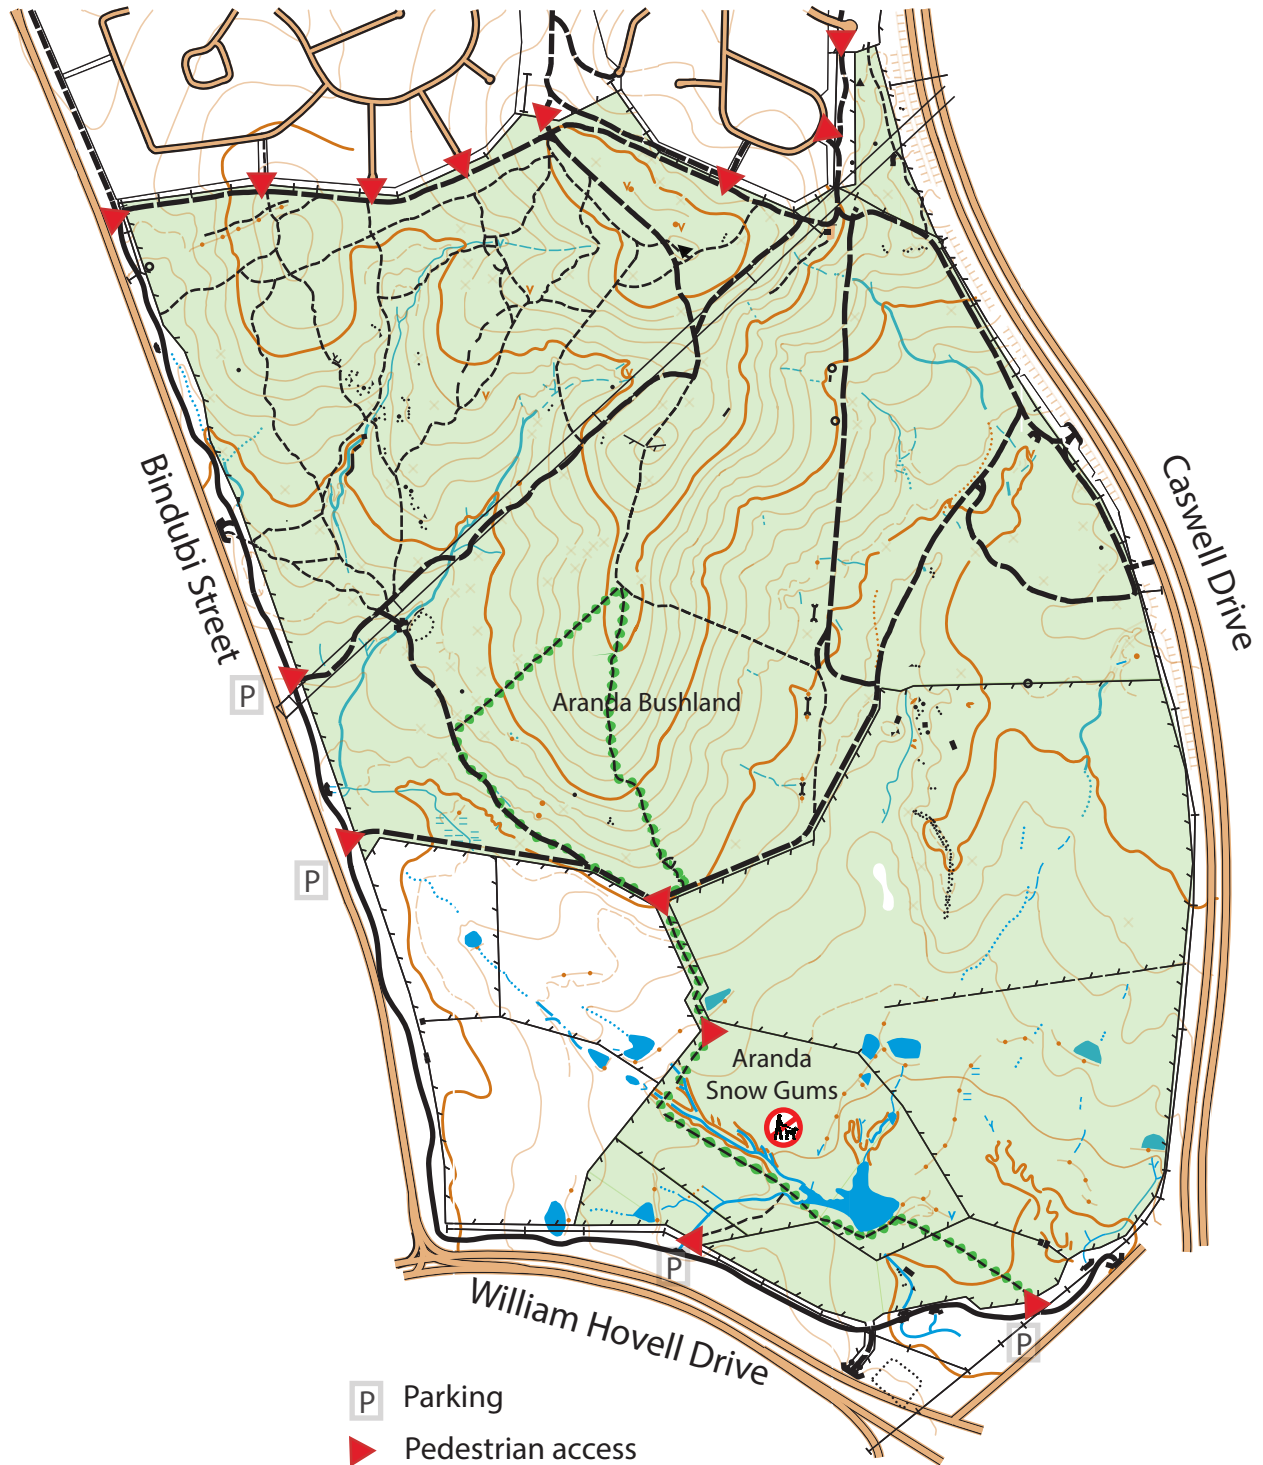 Bindubi Street
Caswell Drive
P
Aranda Bushland
P
Aranda
Snow Gums
P
William Hovell Drive
P
P Parking
Pedestrian access